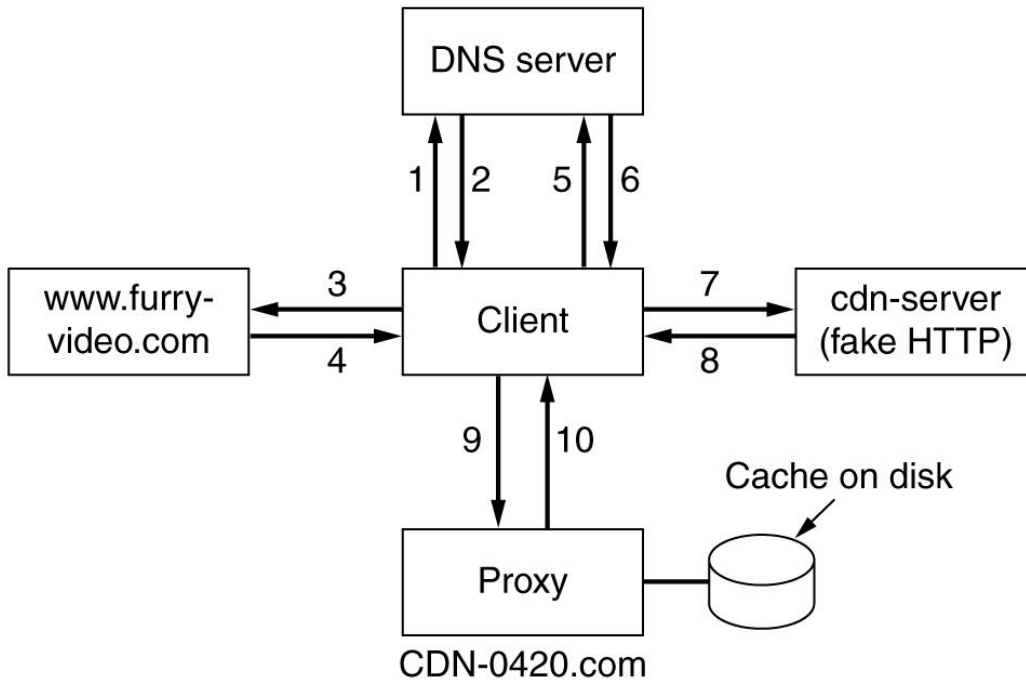 DNS server
1
2
5
6
www.furry-
video.com
3
4
Client
7
8
cdn-server
(fake HTTP)
9
10
Cache on disk
Proxy
CDN-0420.com